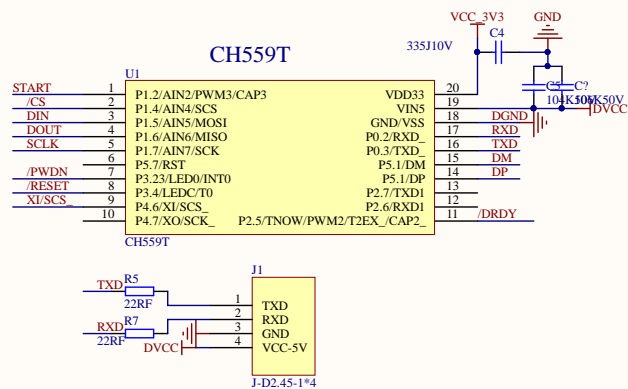 VCC_3V3
GND
C4
335J10V
CH559T
U1
START 1 P1.2/AIN2/PWM3/CAP3 VDD33 20
/CS 2 P1.4/AIN4/SCS VIN5 19 DVCC
DIN 3 P1.5/AIN5/MOSI GND/VSS 18 DGND
DOUT 4 P1.6/AIN6/MISO P0.2/RXD_ 17 RXD
SCLK 5 P1.7/AIN7/SCK P0.3/TXD_ 16 TXD
6 P5.7/RST P5.1/DM 15 DM
/PWDN 7 P3.23/LED0/INT0 P5.1/DP 14 DP
/RESET 8 P3.4/LEDC/T0 P2.7/TXD1 13
XI/SCS_ 9 P4.6/XI/SCS_ P2.6/RXD1 12
10 P4.7/XO/SCK_ P2.5/TNOW/PWM2/T2EX_/CAP2_ 11 /DRDY
CH559T
C5 C?
J1
TXD R5 22RF
1 TXD
2 RXD
RXD R7 22RF
3 GND
DVCC 4 VCC-5V
J-D2.45-1*4